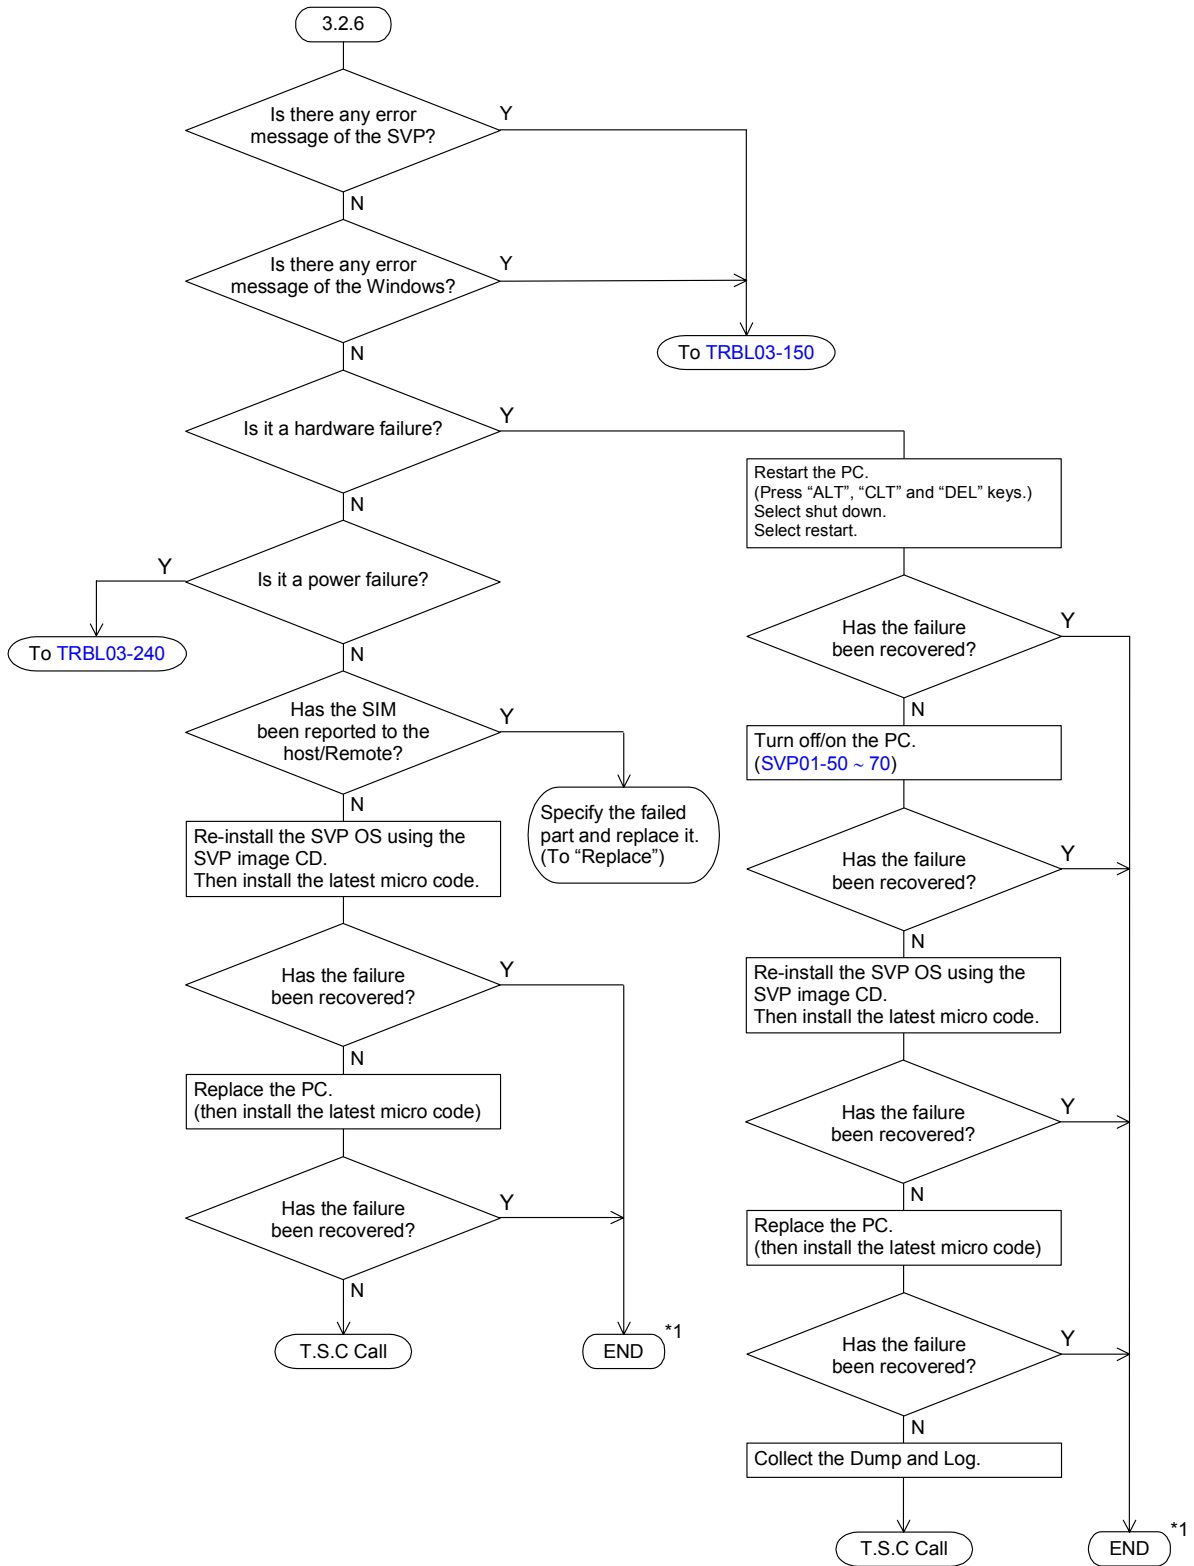 3.2.6
Is there any error
message of the SVP?
Y
N
Is there any error
message of the Windows?
Y
N
To TRBL03-150
Is it a hardware failure?
Y
N
Is it a power failure?
Y
To TRBL03-240
N
Has the SIM
been reported to the
host/Remote?
Y
Specify the failed
part and replace it.
(To “Replace”)
N
Re-install the SVP OS using the
SVP image CD.
Then install the latest micro code.
Has the failure
been recovered?
Y
N
Replace the PC.
(then install the latest micro code)
Has the failure
been recovered?
Y
N
T.S.C Call
END
*1
Restart the PC.
(Press “ALT”, “CLT” and “DEL” keys.)
Select shut down.
Select restart.
Has the failure
been recovered?
Y
N
Turn off/on the PC.
(SVP01-50 ~ 70)
Has the failure
been recovered?
Y
N
Re-install the SVP OS using the
SVP image CD.
Then install the latest micro code.
Has the failure
been recovered?
Y
N
Replace the PC.
(then install the latest micro code)
Has the failure
been recovered?
Y
N
Collect the Dump and Log.
T.S.C Call
END
*1